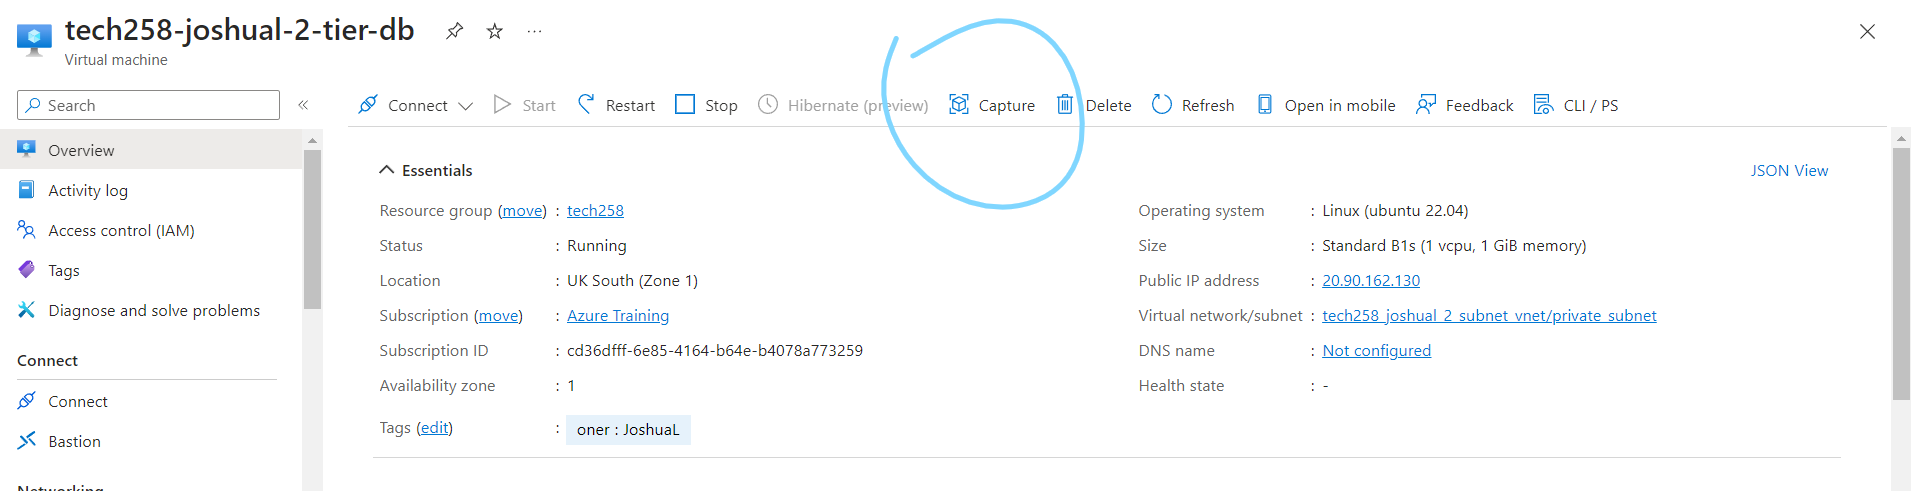 tech258-joshual-2-tier-db
Virtual machine
Search
Overview
Activity log
Access control (IAM)
Tags
Diagnose and solve problems
Connect
Connect
Bastion
Networking
Connect Start Restart Stop Hibernate (preview) Capture Delete Refresh Open in mobile Feedback CLI / PS
Essentials
JSON View
Resource group (move) : tech258
Status : Running
Location : UK South (Zone 1)
Subscription (move) : Azure Training
Subscription ID : cd36dfff-6e85-4164-b64e-b4078a773259
Availability zone : 1
Tags (edit) : oner : JoshuaL
Operating system : Linux (ubuntu 22.04)
Size : Standard B1s (1 vcpu, 1 GiB memory)
Public IP address : 20.90.162.130
Virtual network/subnet : tech258_joshual_2_subnet_vnet/private_subnet
DNS name : Not configured
Health state : -